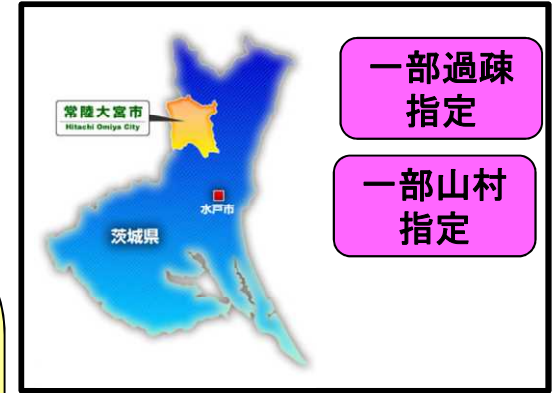 一部過疎
指定
常陸大宮市
Hitachi Omiya City
一部山村
指定
水戸市
茨城県